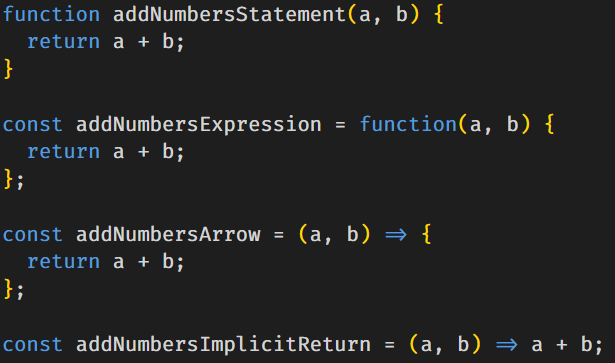 function addNumbersStatement(a, b) {
  return a + b;
}

const addNumbersExpression = function(a, b) {
  return a + b;
};

const addNumbersArrow = (a, b) => {
  return a + b;
};

const addNumbersImplicitReturn = (a, b) => a + b;